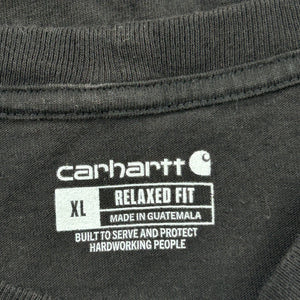 carhartt
XL RELAXED FIT
MADE IN GUATEMALA
BUILT TO SERVE AND PROTECT
HARDWORKING PEOPLE